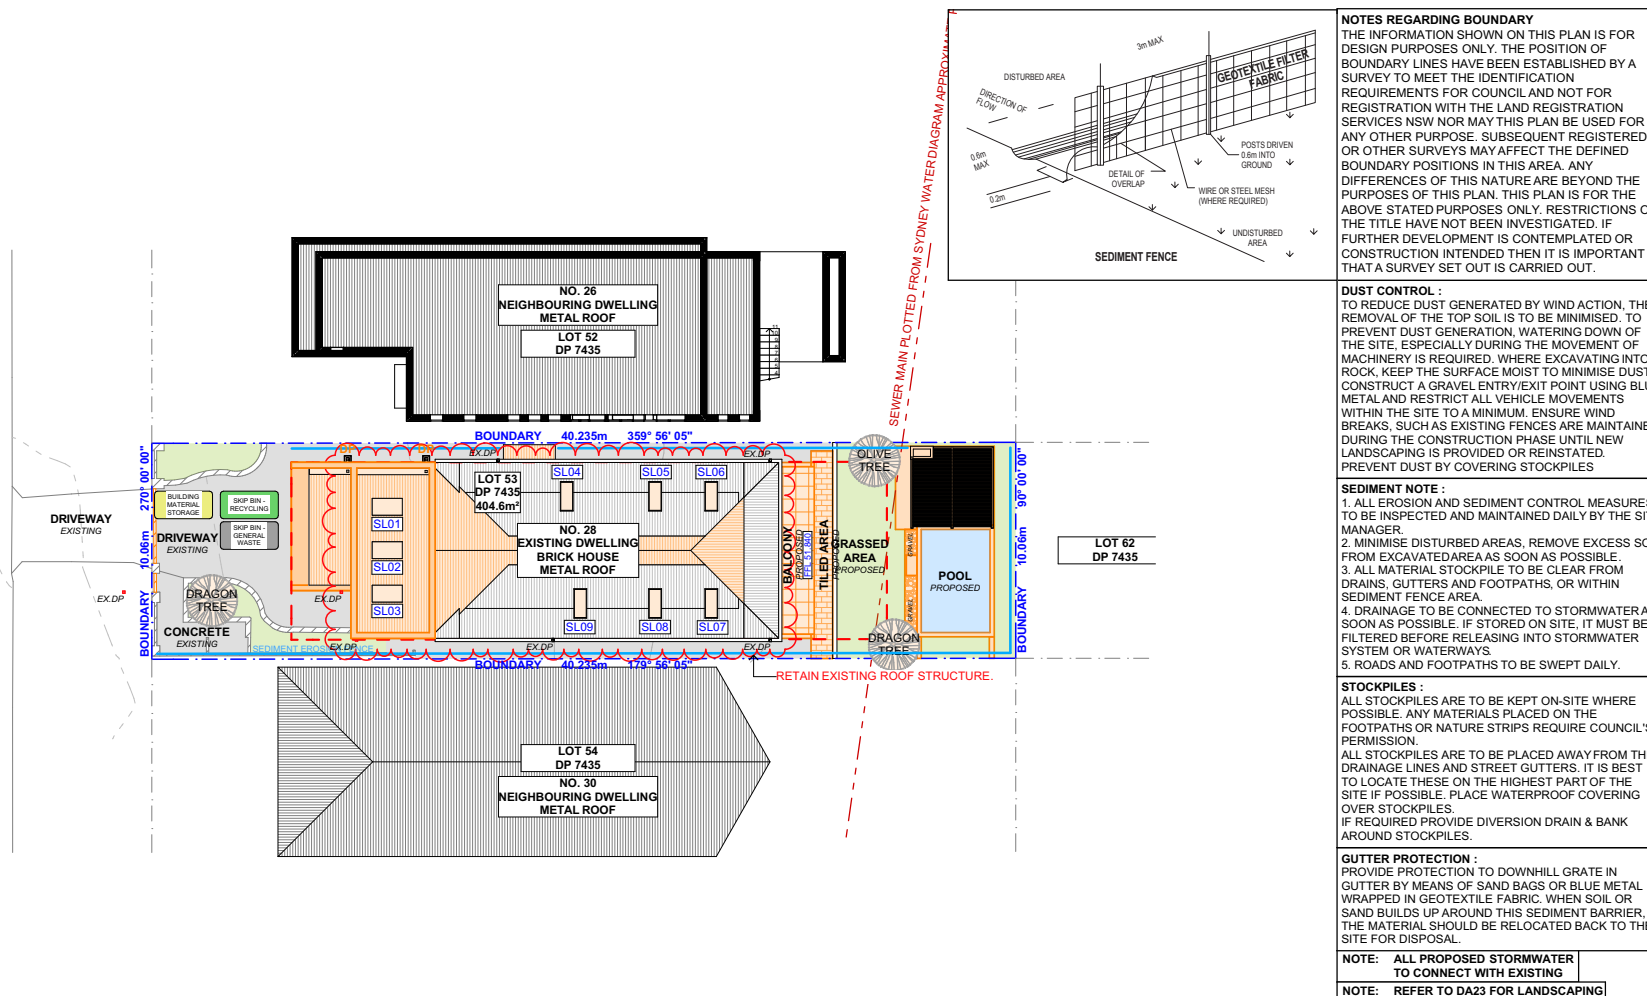 SEWER MAIN PLOTTED FROM SYDNEY WATER DIAGRAM
3m MAX
DISTURBED AREA
DIRECTION OF
FLOW
GEOTEXTILE FILTER
FABRIC
0.6m
MAX
0.2m
DETAIL OF
OVERLAP
POSTS DRIVEN
0.6m INTO
GROUND
WIRE OR STEEL MESH
(WHERE REQUIRED)
UNDISTURBED
AREA
SEDIMENT FENCE
NO. 26
NEIGHBOURING DWELLING
METAL ROOF
LOT 52
DP 7435
BOUNDARY 40.235m 359° 56' 05"
BOUNDARY 10.06m 270° 00' 00"
BOUNDARY 10.06m 90° 00' 00"
DRIVEWAY
EXISTING
BUILDING
MATERIAL
STORAGE
SKIP BIN -
RECYCLING
SKIP BIN -
GENERAL
WASTE
DRIVEWAY
EXISTING
EX.DP
DRAGON
TREE
CONCRETE
EXISTING
EX.DP
EX.DP
EX.DP
EX.DP
EX.DP
EX.DP
SL01
SL02
SL03
SL04
SL05
SL06
SL09
SL08
SL07
LOT 53
DP 7435
404.6m²
NO. 28
EXISTING DWELLING
BRICK HOUSE
METAL ROOF
BALCONY
PROPOSED
FFL 51.840
TILED AREA
PROPOSED
OLIVE
TREE
GRASSED
AREA
PROPOSED
GRAVEL
GRAVEL
POOL
PROPOSED
DRAGON
TREE
LOT 62
DP 7435
SEDIMENT EROSION FENCE
BOUNDARY 40.235m 179° 56' 05"
RETAIN EXISTING ROOF STRUCTURE.
LOT 54
DP 7435
NO. 30
NEIGHBOURING DWELLING
METAL ROOF
NOTES REGARDING BOUNDARY
THE INFORMATION SHOWN ON THIS PLAN IS FOR
DESIGN PURPOSES ONLY. THE POSITION OF
BOUNDARY LINES HAVE BEEN ESTABLISHED BY A
SURVEY TO MEET THE IDENTIFICATION
REQUIREMENTS FOR COUNCIL AND NOT FOR
REGISTRATION WITH THE LAND REGISTRATION
SERVICES NSW NOR MAY THIS PLAN BE USED FOR
ANY OTHER PURPOSE. SUBSEQUENT REGISTERED
OR OTHER SURVEYS MAY AFFECT THE DEFINED
BOUNDARY POSITIONS IN THIS AREA. ANY
DIFFERENCES OF THIS NATURE ARE BEYOND THE
PURPOSES OF THIS PLAN. THIS PLAN IS FOR THE
ABOVE STATED PURPOSES ONLY. RESTRICTIONS
THE TITLE HAVE NOT BEEN INVESTIGATED. IF
FURTHER DEVELOPMENT IS CONTEMPLATED OR
CONSTRUCTION INTENDED THEN IT IS IMPORTANT
THAT A SURVEY SET OUT IS CARRIED OUT.
DUST CONTROL :
TO REDUCE DUST GENERATED BY WIND ACTION, THE
REMOVAL OF THE TOP SOIL IS TO BE MINIMISED. TO
PREVENT DUST GENERATION, WATERING DOWN OF
THE SITE, ESPECIALLY DURING THE MOVEMENT OF
MACHINERY IS REQUIRED. WHERE EXCAVATING INTO
ROCK, KEEP THE SURFACE MOIST TO MINIMISE DUST
CONSTRUCT A GRAVEL ENTRY/EXIT POINT USING
METAL AND RESTRICT ALL VEHICLE MOVEMENTS
WITHIN THE SITE TO A MINIMUM. ENSURE WIND
BREAKS, SUCH AS EXISTING FENCES ARE
DURING THE CONSTRUCTION PHASE UNTIL NEW
LANDSCAPING IS PROVIDED OR REINSTATED.
PREVENT DUST BY COVERING STOCKPILES
SEDIMENT NOTE :
1. ALL EROSION AND SEDIMENT CONTROL
TO BE INSPECTED AND MAINTAINED DAILY BY THE
MANAGER.
2. MINIMISE DISTURBED AREAS, REMOVE EXCESS
FROM EXCAVATED AREA AS SOON AS POSSIBLE.
3. ALL MATERIAL STOCKPILE TO BE CLEAR FROM
DRAINS, GUTTERS AND FOOTPATHS, OR WITHIN
SEDIMENT FENCE AREA.
4. DRAINAGE TO BE CONNECTED TO STORMWATER
SOON AS POSSIBLE. IF STORED ON SITE, IT MUST BE
FILTERED BEFORE RELEASING INTO STORMWATER
SYSTEM OR WATERWAYS.
5. ROADS AND FOOTPATHS TO BE SWEPT DAILY.
STOCKPILES :
ALL STOCKPILES ARE TO BE KEPT ON-SITE WHERE
POSSIBLE. ANY MATERIALS PLACED ON THE
FOOTPATHS OR NATURE STRIPS REQUIRE COUNCIL'S
PERMISSION.
ALL STOCKPILES ARE TO BE PLACED AWAY FROM
DRAINAGE LINES AND STREET GUTTERS. IT IS BEST
TO LOCATE THESE ON THE HIGHEST PART OF THE
SITE IF POSSIBLE. PLACE WATERPROOF COVERING
OVER STOCKPILES.
IF REQUIRED PROVIDE DIVERSION DRAIN & BANK
AROUND STOCKPILES.
GUTTER PROTECTION :
PROVIDE PROTECTION TO DOWNHILL GRATE IN
GUTTER BY MEANS OF SAND BAGS OR BLUE METAL
WRAPPED IN GEOTEXTILE FABRIC. WHEN SOIL OR
SAND BUILDS UP AROUND THIS SEDIMENT BARRIER,
THE MATERIAL SHOULD BE RELOCATED BACK TO THE
SITE FOR DISPOSAL.
NOTE: ALL PROPOSED STORMWATER
TO CONNECT WITH EXISTING
NOTE: REFER TO DA23 FOR LANDSCAPING